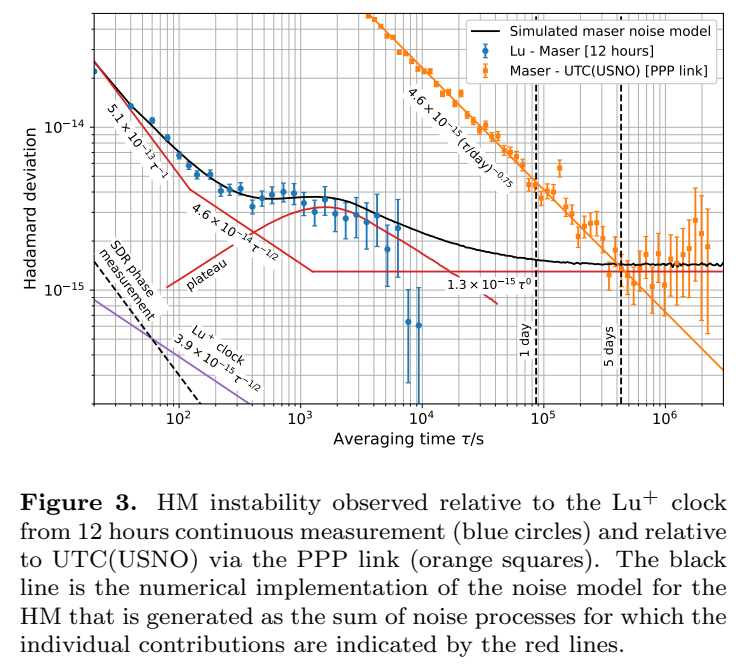 Simulated maser noise model
Lu - Maser [12 hours]
Maser - UTC(USNO) [PPP link]
Hadamard deviation
10⁻¹⁴
10⁻¹⁵
5.1 × 10⁻¹³ τ⁻¹
4.6 × 10⁻¹⁴ τ⁻¹/²
4.6 × 10⁻¹⁵ (τ/day)⁻⁰·⁷⁵
plateau
1.3 × 10⁻¹⁵ τ⁰
SDR phase
measurement
Lu⁺ clock
3.9 × 10⁻¹⁵ τ⁻¹/²
1 day
5 days
10²
10³
10⁴
10⁵
10⁶
Averaging time τ/s
Figure 3. HM instability observed relative to the Lu⁺ clock
from 12 hours continuous measurement (blue circles) and relative
to UTC(USNO) via the PPP link (orange squares). The black
line is the numerical implementation of the noise model for the
HM that is generated as the sum of noise processes for which the
individual contributions are indicated by the red lines.